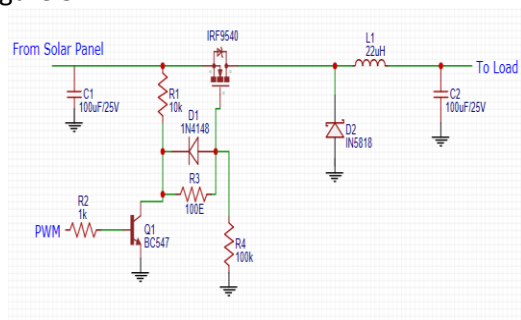 IRF9540
From Solar Panel
L1
22uH
To Load
C1
100uF/25V
R1
10k
D1
1N4148
D2
IN5818
C2
100uF/25V
R3
100E
R2
1k
PWM
Q1
BC547
R4
100k